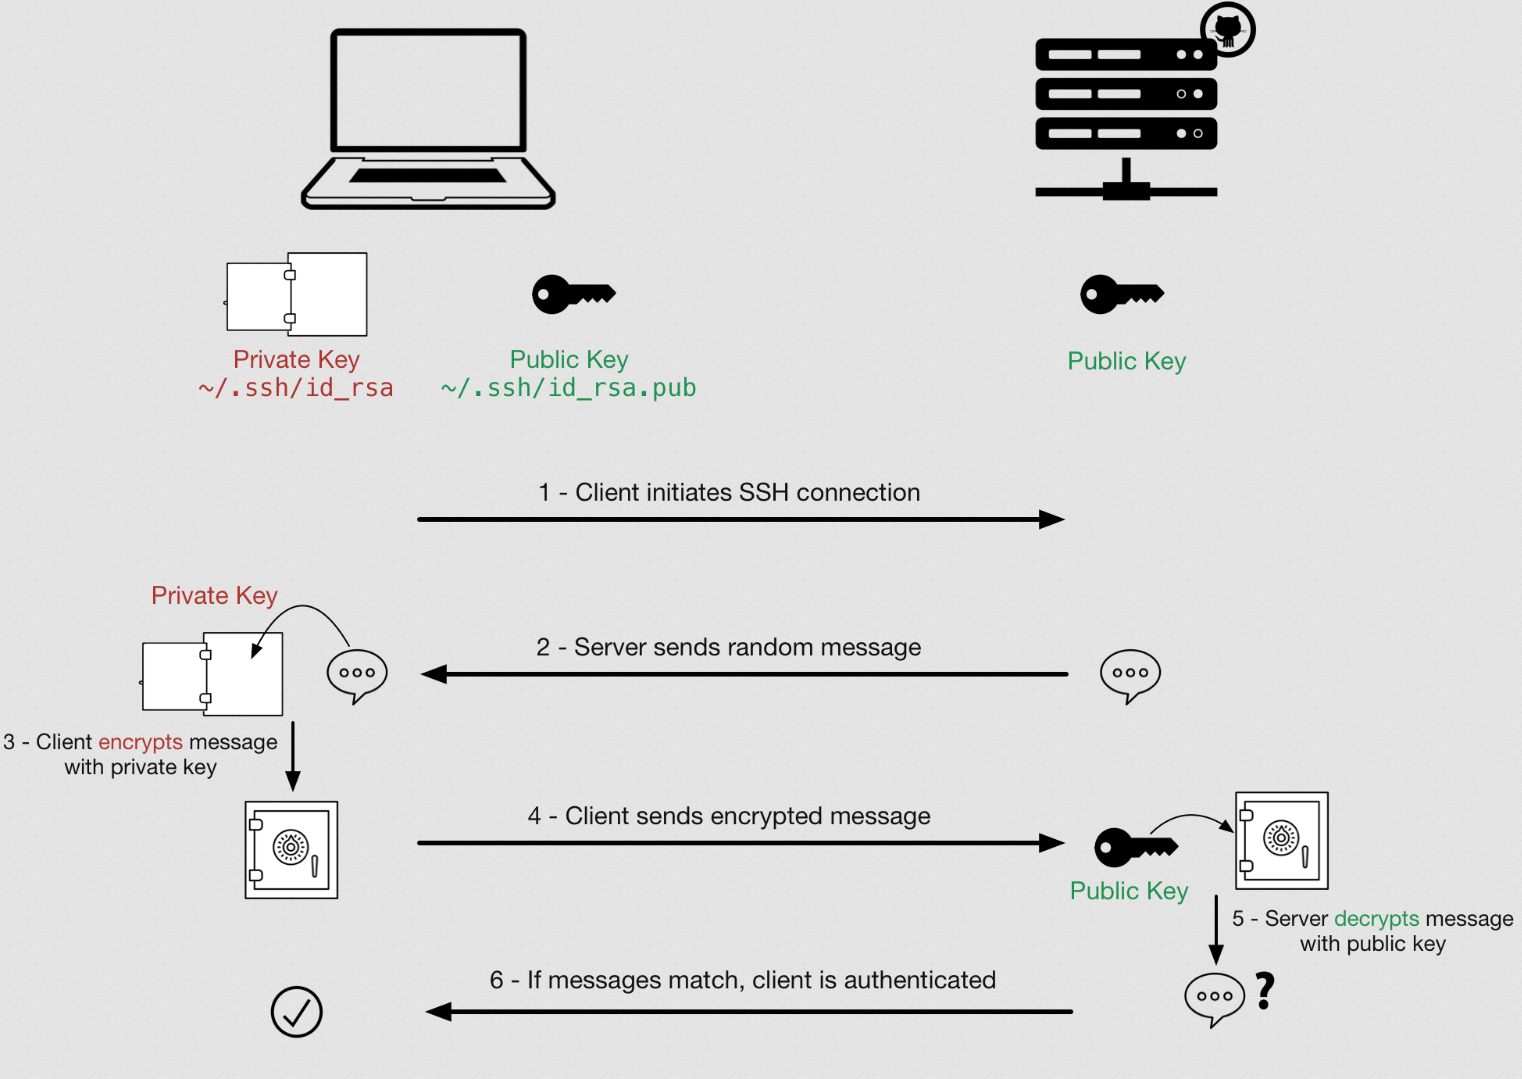 Private Key
~/.ssh/id_rsa
Public Key
~/.ssh/id_rsa.pub
Public Key
1 - Client initiates SSH connection
Private Key
2 - Server sends random message
3 - Client encrypts message
with private key
4 - Client sends encrypted message
Public Key
5 - Server decrypts message
with public key
6 - If messages match, client is authenticated
?